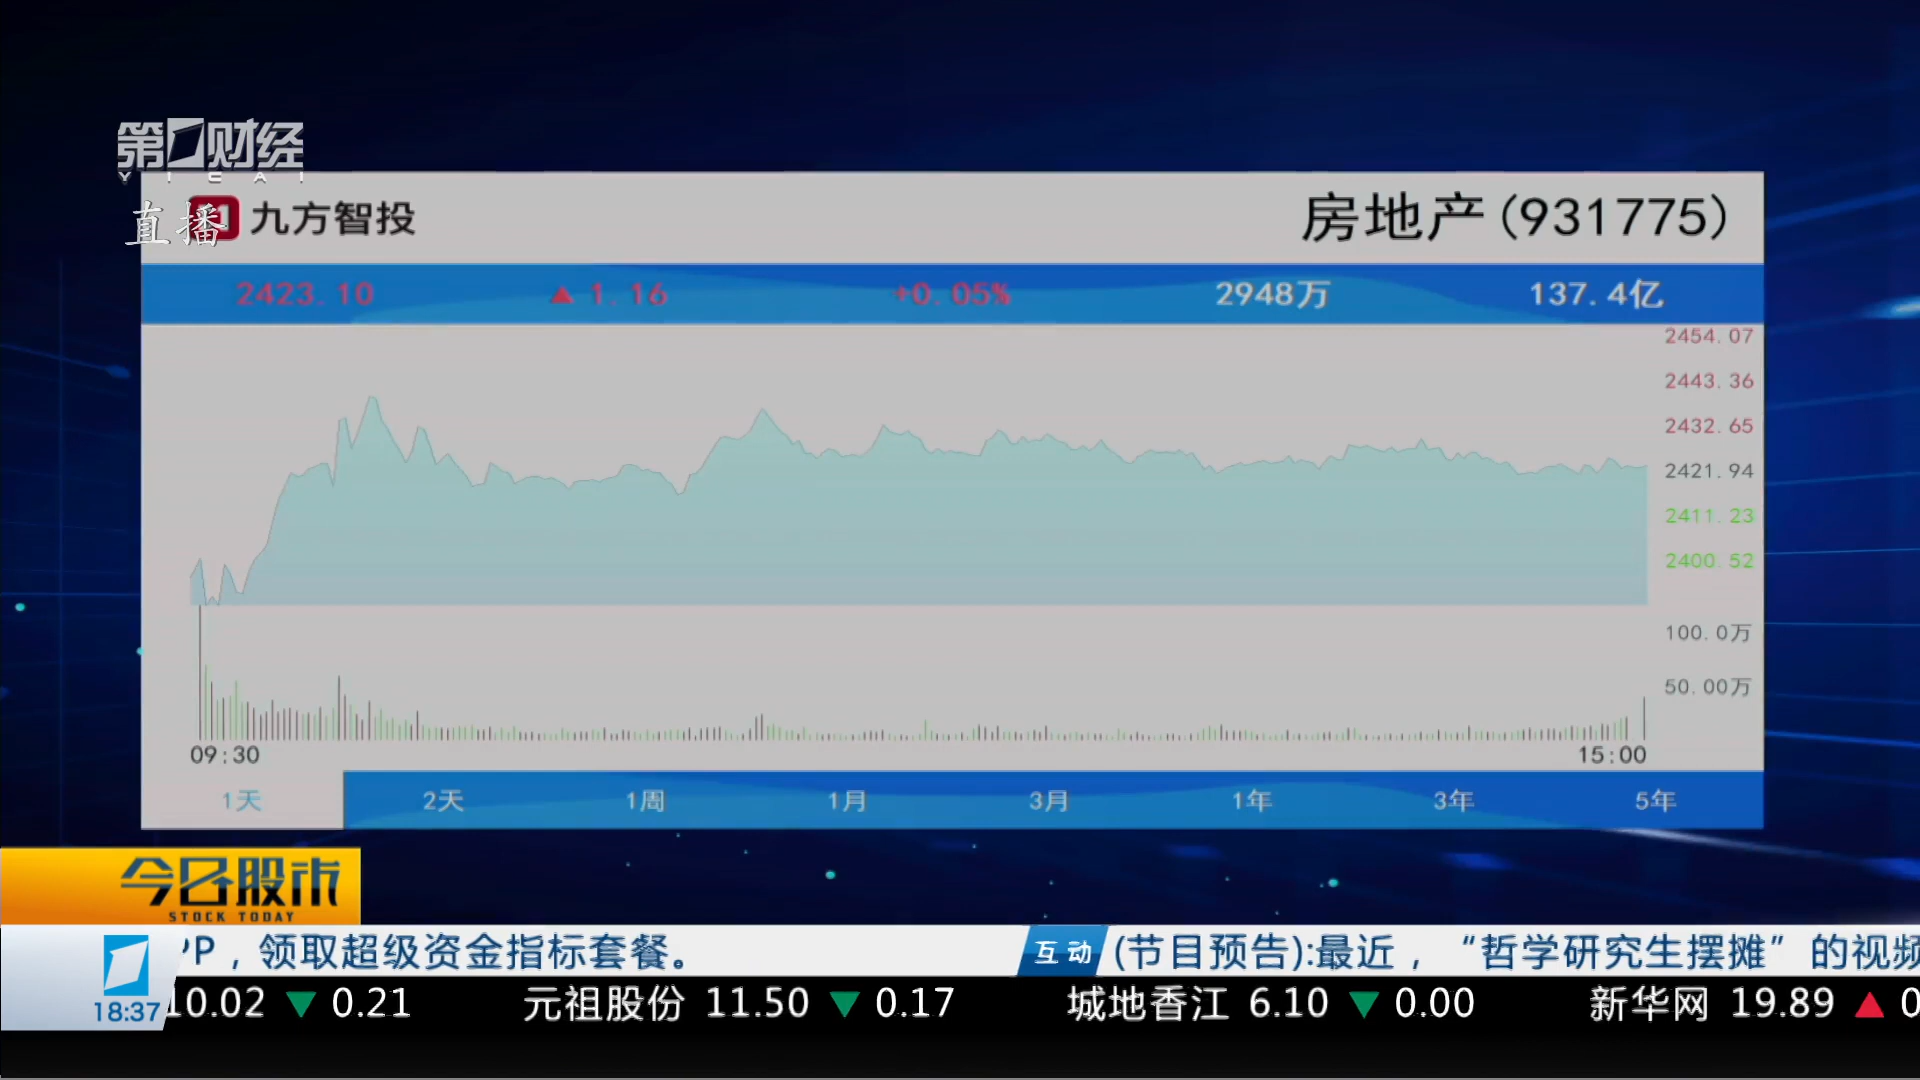 第一财经
YICAI
直播
九方智投
房地产(931775)
2423.10 ▲1.16 +0.05% 2948万 137.4亿
2454.07
2443.36
2432.65
2421.94
2411.23
2400.52
100.0万
50.00万
09:30 15:00
1天 2天 1周 1月 3月 1年 3年 5年
今日股市
STOCK TODAY
PP，领取超级资金指标套餐。 互动 (节目预告):最近，“哲学研究生摆摊”的视频
18:37
10.02 ▼ 0.21 元祖股份 11.50 ▼ 0.17 城地香江 6.10 ▼ 0.00 新华网 19.89 ▲ 0